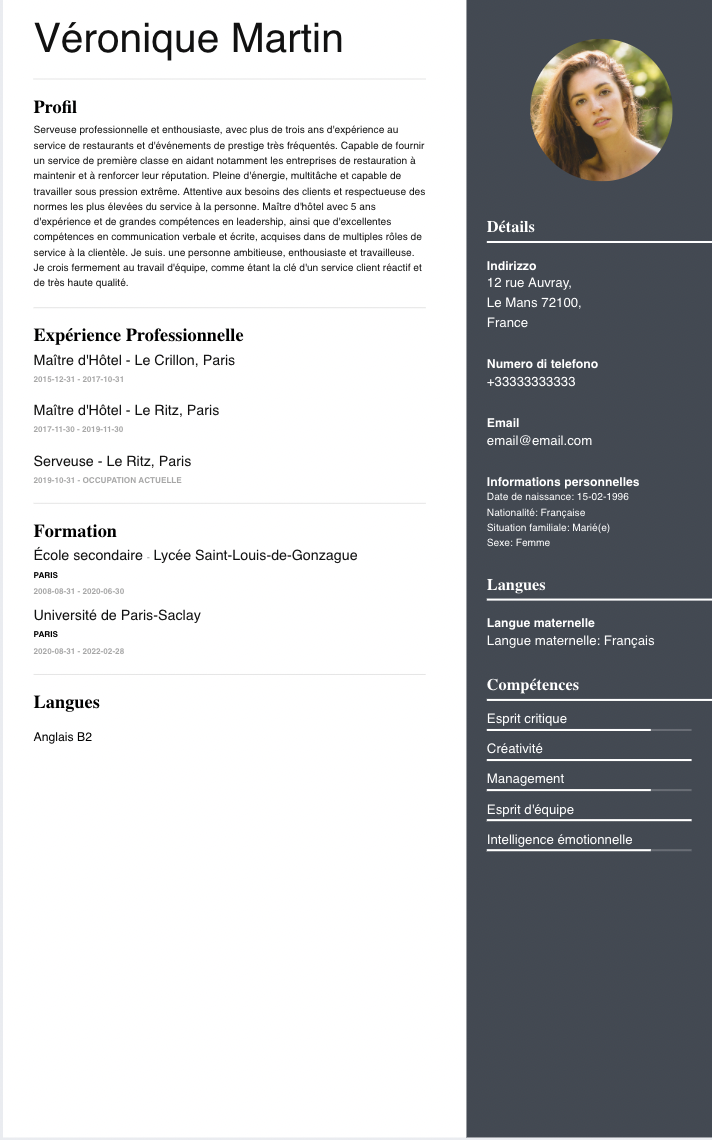 Véronique Martin
Profil
Serveuse professionnelle et enthousiaste, avec plus de trois ans d'expérience au
service de restaurants et d'événements de prestige très fréquentés. Capable de fournir
un service de première classe en aidant notamment les entreprises de restauration à
maintenir et à renforcer leur réputation. Pleine d'énergie, multitâche et capable de
travailler sous pression extrême. Attentive aux besoins des clients et respectueuse des
normes les plus élevées du service à la personne. Maître d'hôtel avec 5 ans
d'expérience et de grandes compétences en leadership, ainsi que d'excellentes
compétences en communication verbale et écrite, acquises dans de multiples rôles de
service à la clientèle. Je suis. une personne ambitieuse, enthousiaste et travailleuse.
Je crois fermement au travail d'équipe, comme étant la clé d'un service client réactif et
de très haute qualité.
Expérience Professionnelle
Maître d'Hôtel - Le Crillon, Paris
2015-12-31 - 2017-10-31
Maître d'Hôtel - Le Ritz, Paris
2017-11-30 - 2019-11-30
Serveuse - Le Ritz, Paris
2019-10-31 - OCCUPATION ACTUELLE
Formation
École secondaire - Lycée Saint-Louis-de-Gonzague
PARIS
2008-08-31 - 2020-06-30
Université de Paris-Saclay
PARIS
2020-08-31 - 2022-02-28
Langues
Anglais B2
Détails
Indirizzo
12 rue Auvray,
Le Mans 72100,
France
Numero di telefono
+33333333333
Email
email@email.com
Informations personnelles
Date de naissance: 15-02-1996
Nationalité: Française
Situation familiale: Marié(e)
Sexe: Femme
Langues
Langue maternelle
Langue maternelle: Français
Compétences
Esprit critique
Créativité
Management
Esprit d'équipe
Intelligence émotionnelle